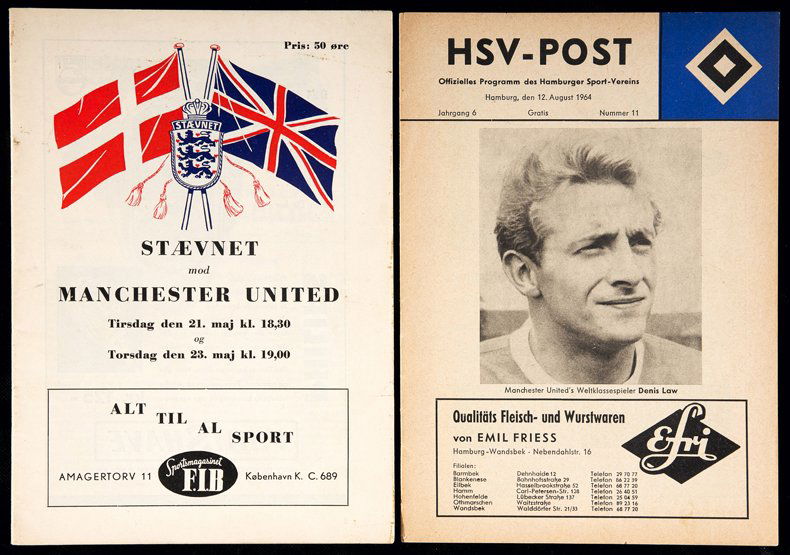 Pris: 50 øre
STÆVNET
STÆVNET
mod
MANCHESTER UNITED
Tirsdag den 21. maj kl. 18,30
og
Torsdag den 23. maj kl. 19,00
ALT TIL AL SPORT
AMAGERTORV 11
Sportsmagasinet
F.I.B
København K. C. 689
HSV-POST
Offizielles Programm des Hamburger Sport-Vereins
Hamburg, den 12. August 1964
Jahrgang 6 Gratis Nummer 11
Manchester United's Weltklassespieler Denis Law
Qualitäts Fleisch- und Wurstwaren
von EMIL FRIESS
Hamburg-Wandsbek - Nebendahlstr. 16
Efri
Filialen:
Barmbek Dehnhaide 12 Telefon 29 70 77
Blankenese Bahnhofstraße 29 Telefon 86 22 39
Eilbek Hasselbrookstraße 52 Telefon 68 77 20
Hamm Carl-Petersen-Str. 128 Telefon 26 40 51
Hohenfelde Lübecker Straße 137 Telefon 25 04 59
Othmarschen Waitzstraße Telefon 89 23 16
Wandsbek Walddörfer Str. 21/33 Telefon 68 77 20